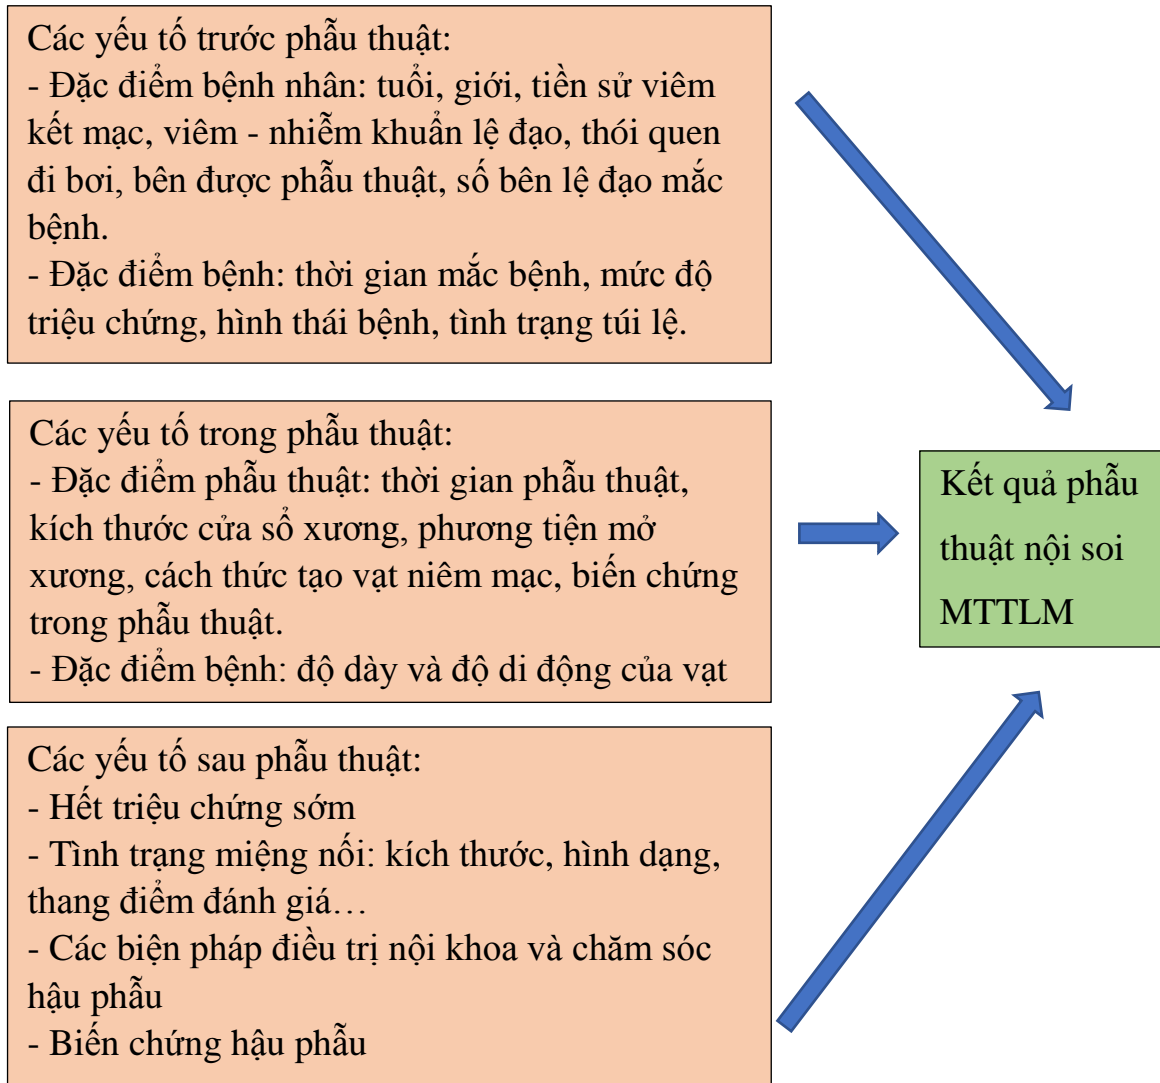 Các yếu tố trước phẫu thuật:
- Đặc điểm bệnh nhân: tuổi, giới, tiền sử viêm
kết mạc, viêm - nhiễm khuẩn lệ đạo, thói quen
đi bơi, bên được phẫu thuật, số bên lệ đạo mắc
bệnh.
- Đặc điểm bệnh: thời gian mắc bệnh, mức độ
triệu chứng, hình thái bệnh, tình trạng túi lệ.
Các yếu tố trong phẫu thuật:
- Đặc điểm phẫu thuật: thời gian phẫu thuật,
kích thước cửa sổ xương, phương tiện mở
xương, cách thức tạo vạt niêm mạc, biến chứng
trong phẫu thuật.
- Đặc điểm bệnh: độ dày và độ di động của vạt
Kết quả phẫu
thuật nội soi
MTTLM
Các yếu tố sau phẫu thuật:
- Hết triệu chứng sớm
- Tình trạng miệng nối: kích thước, hình dạng,
thang điểm đánh giá…
- Các biện pháp điều trị nội khoa và chăm sóc
hậu phẫu
- Biến chứng hậu phẫu